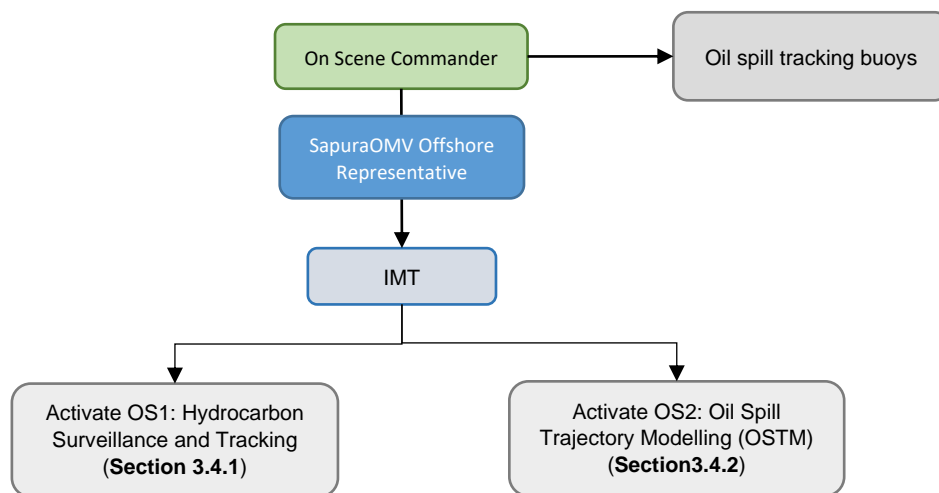 On Scene Commander
Oil spill tracking buoys
SapuraOMV Offshore
Representative
IMT
Activate OS1: Hydrocarbon
Surveillance and Tracking
(Section 3.4.1)
Activate OS2: Oil Spill
Trajectory Modelling (OSTM)
(Section3.4.2)